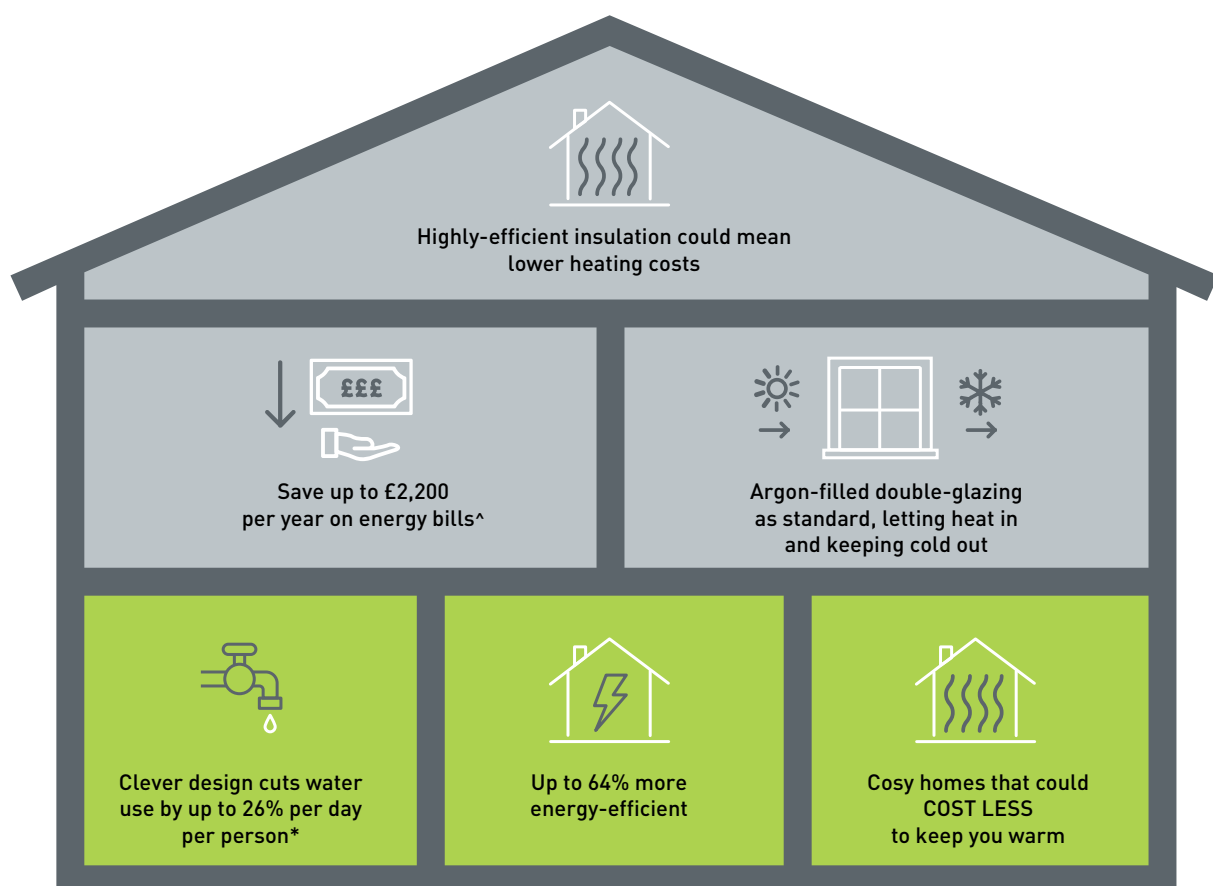 Highly-efficient insulation could mean
lower heating costs
£££
Save up to £2,200
per year on energy bills^
Argon-filled double-glazing
as standard, letting heat in
and keeping cold out
Clever design cuts water
use by up to 26% per day
per person*
Up to 64% more
energy-efficient
Cosy homes that could
COST LESS
to keep you warm